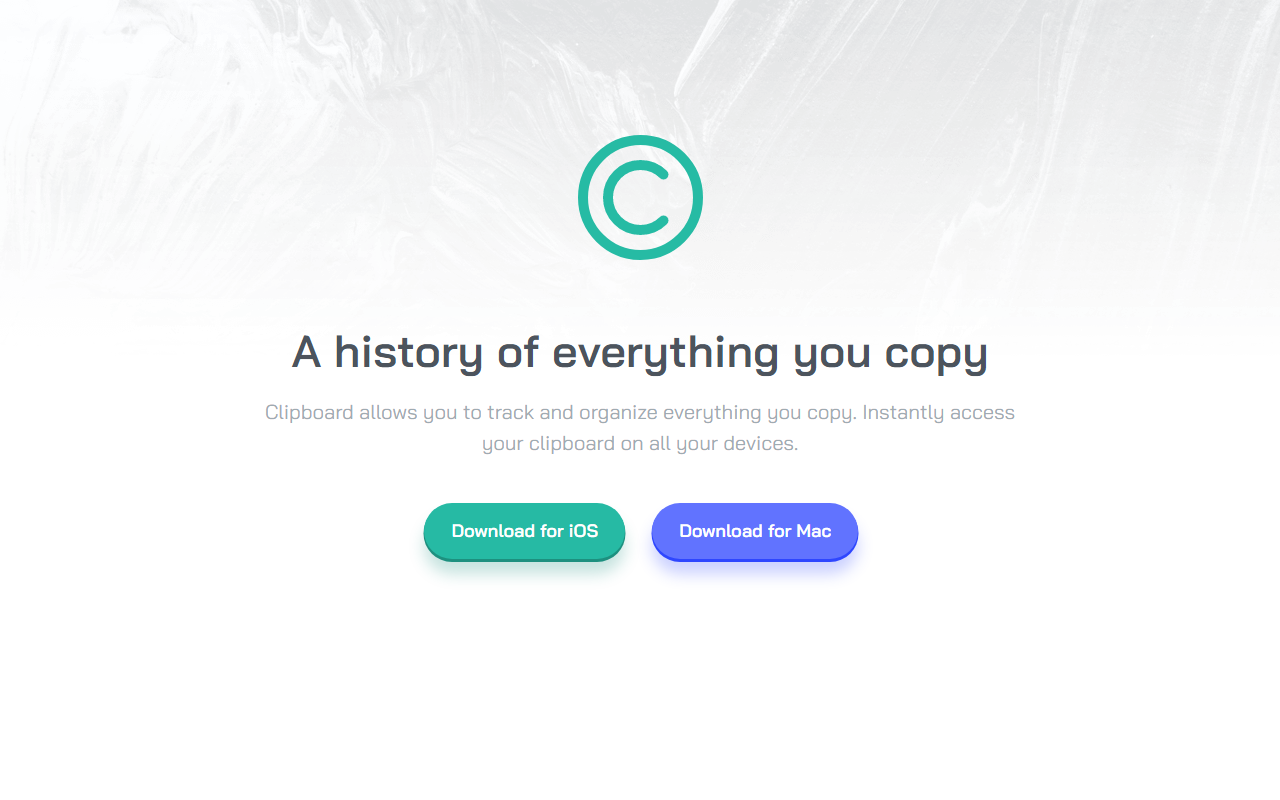 A history of everything you copy
Clipboard allows you to track and organize everything you copy. Instantly access
your clipboard on all your devices.
Download for iOS
Download for Mac